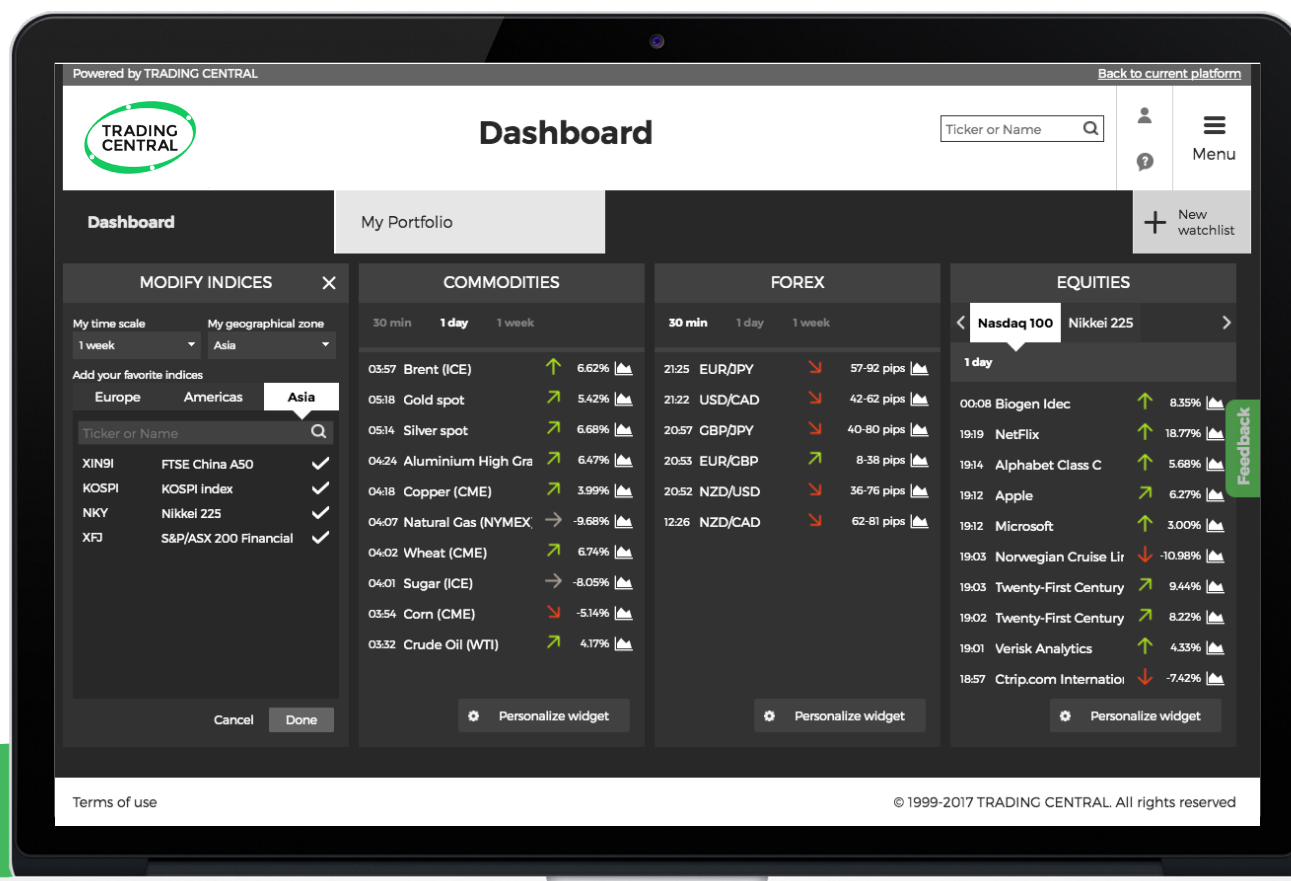 Powered by TRADING CENTRAL
Back to current platform
TRADING
CENTRAL
Dashboard
Ticker or Name
Menu
Dashboard
My Portfolio
New
watchlist
MODIFY INDICES
My time scale
My geographical zone
1 week
Asia
Add your favorite indices
Europe Americas Asia
Ticker or Name
XIN9I FTSE China A50
KOSPI KOSPI index
NKY Nikkei 225
XFJ S&P/ASX 200 Financial
Cancel Done
COMMODITIES
30 min 1 day 1 week
03:57 Brent (ICE) 6.62%
05:18 Gold spot 5.42%
05:14 Silver spot 6.68%
04:24 Aluminium High Gra 6.47%
04:18 Copper (CME) 3.99%
04:07 Natural Gas (NYMEX) -9.68%
04:02 Wheat (CME) 6.74%
04:01 Sugar (ICE) -8.05%
03:54 Corn (CME) -5.14%
03:32 Crude Oil (WTI) 4.17%
Personalize widget
FOREX
30 min 1 day 1 week
21:25 EUR/JPY 57-92 pips
21:22 USD/CAD 42-62 pips
20:57 GBP/JPY 40-80 pips
20:53 EUR/GBP 8-38 pips
20:52 NZD/USD 36-76 pips
12:26 NZD/CAD 62-81 pips
Personalize widget
EQUITIES
Nasdaq 100 Nikkei 225
1 day
00:08 Biogen Idec 8.35%
19:19 NetFlix 18.77%
19:14 Alphabet Class C 5.68%
19:12 Apple 6.27%
19:12 Microsoft 3.00%
19:03 Norwegian Cruise Lir -10.98%
19:03 Twenty-First Century 9.44%
19:02 Twenty-First Century 8.22%
19:01 Verisk Analytics 4.33%
18:57 Ctrip.com Internatior -7.42%
Personalize widget
Feedback
Terms of use
© 1999-2017 TRADING CENTRAL. All rights reserved